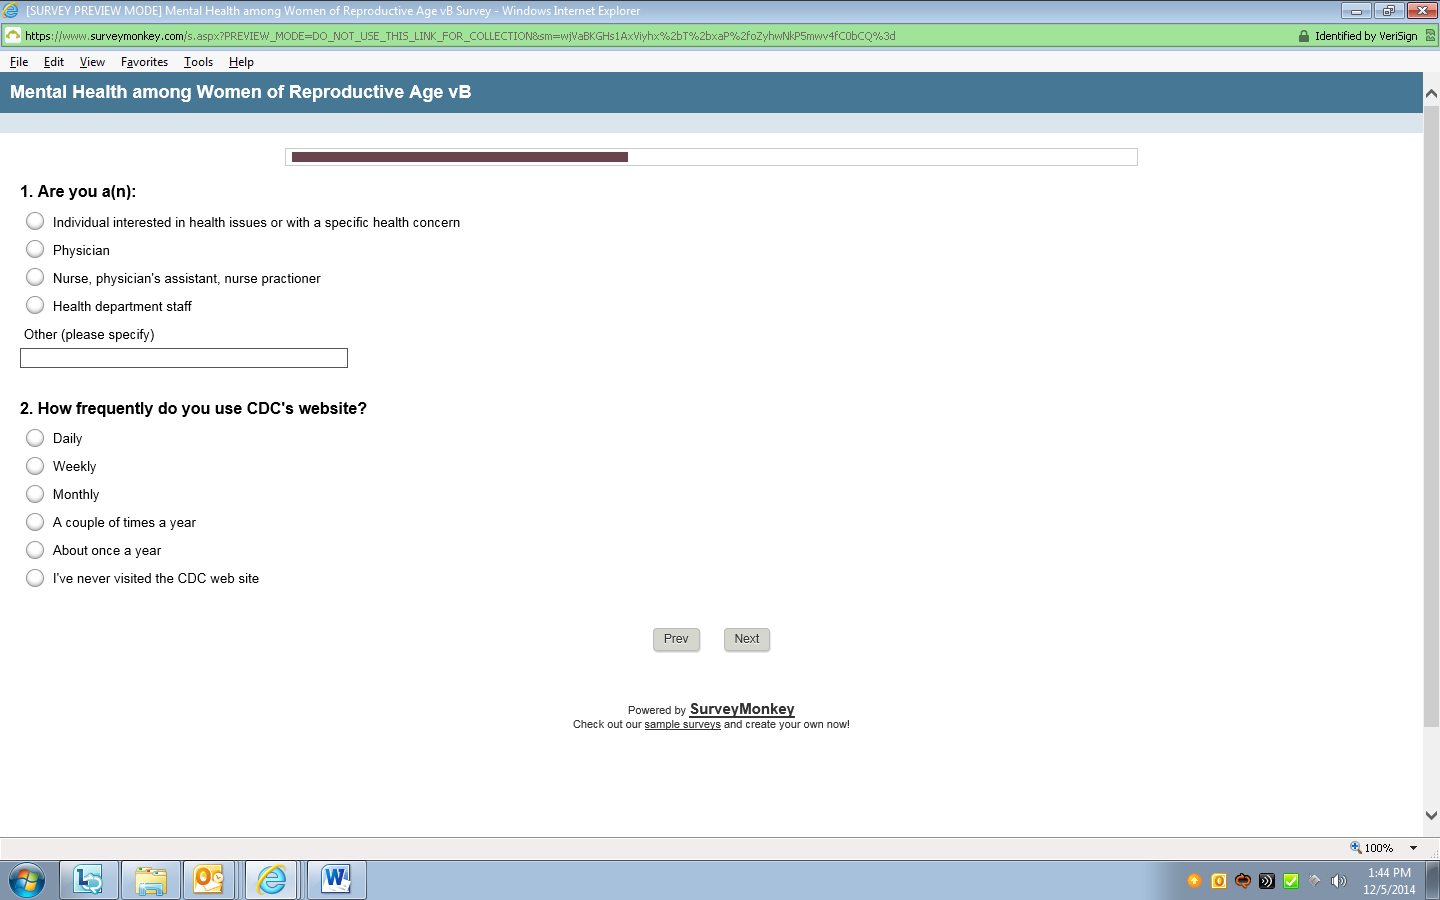 [SURVEY PREVIEW MODE] Mental Health among Women of Reproductive Age vB Survey - Windows Internet Explorer
https://www.surveymonkey.com/s.aspx?PREVIEW_MODE=DO_NOT_USE_THIS_LINK_FOR_COLLECTION&sm=wjVaBKGHs1AxViyhx%2bT%2bxaP%2foZyhwNkP5mwv4fC0bCQ%3d Identified by VeriSign
File Edit View Favorites Tools Help
Mental Health among Women of Reproductive Age vB
1. Are you a(n):
Individual interested in health issues or with a specific health concern
Physician
Nurse, physician's assistant, nurse practioner
Health department staff
Other (please specify)
2. How frequently do you use CDC's website?
Daily
Weekly
Monthly
A couple of times a year
About once a year
I've never visited the CDC web site
Prev Next
Powered by SurveyMonkey
Check out our sample surveys and create your own now!
100%
1:44 PM
12/5/2014